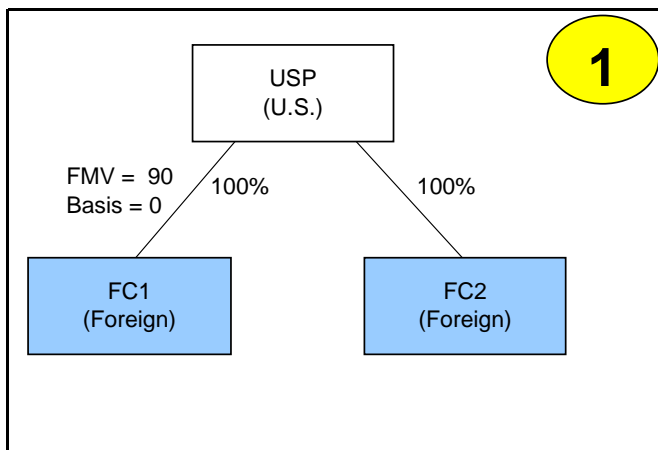 1
USP
(U.S.)
FMV =  90
Basis = 0
100%
100%
FC1
(Foreign)
FC2
(Foreign)